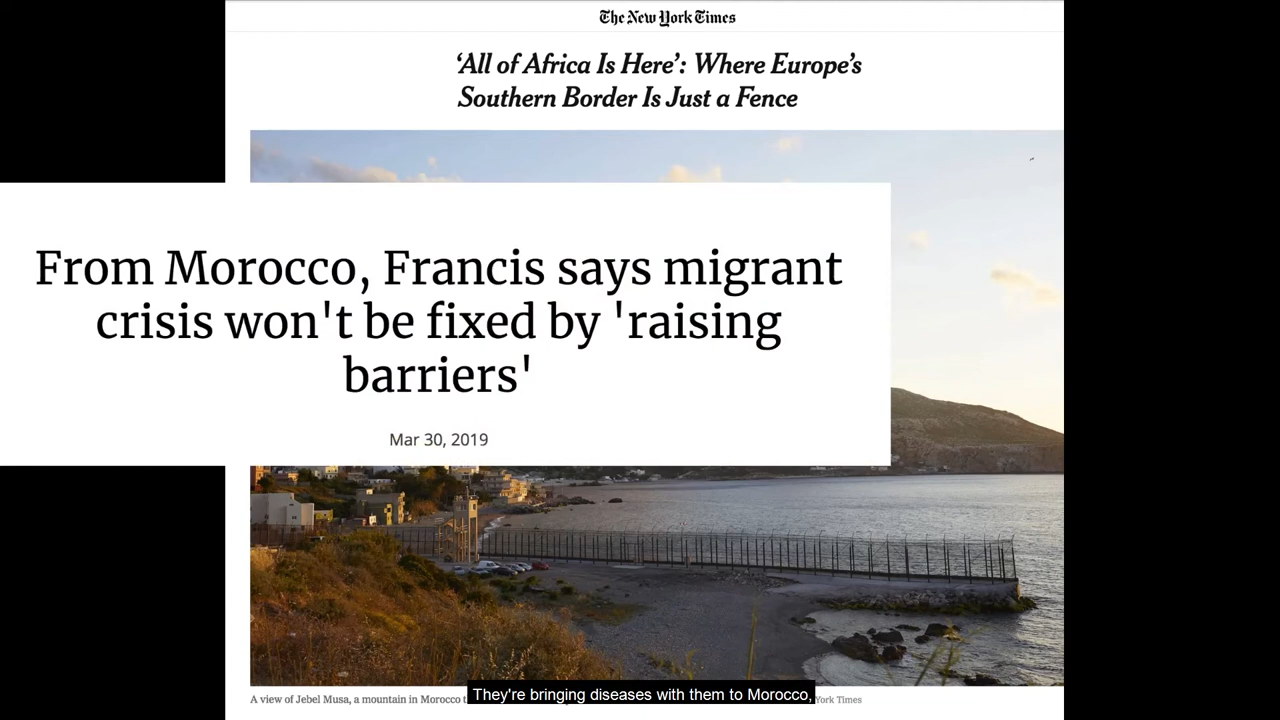 The New York Times
‘All of Africa Is Here’: Where Europe’s
Southern Border Is Just a Fence
From Morocco, Francis says migrant
crisis won't be fixed by 'raising
barriers'
Mar 30, 2019
A view of Jebel Musa, a mountain in Morocco
York Times
They're bringing diseases with them to Morocco,